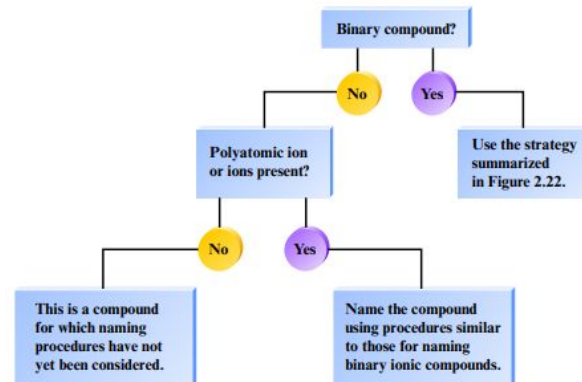 Binary compound?
No
Yes
Polyatomic ion
or ions present?
Use the strategy
summarized
in Figure 2.22.
No
Yes
This is a compound
for which naming
procedures have not
yet been considered.
Name the compound
using procedures similar
to those for naming
binary ionic compounds.